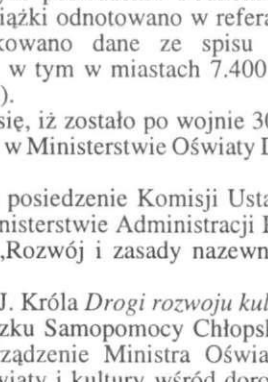 iążki odnotowano w refera
kowano dane ze spisu
w tym w miastach 7.400
).
się, iż zostało po wojnie 30
w Ministerstwie Oświaty D
posiedzenie Komisji Usta
nisterstwie Administracji P
„Rozwój i zasady nazewn
J. Króla Drogi rozwoju kul
zku Samopomocy Chłopsk
ządzenie Ministra Oświa
wiaty i kultury wśród doro